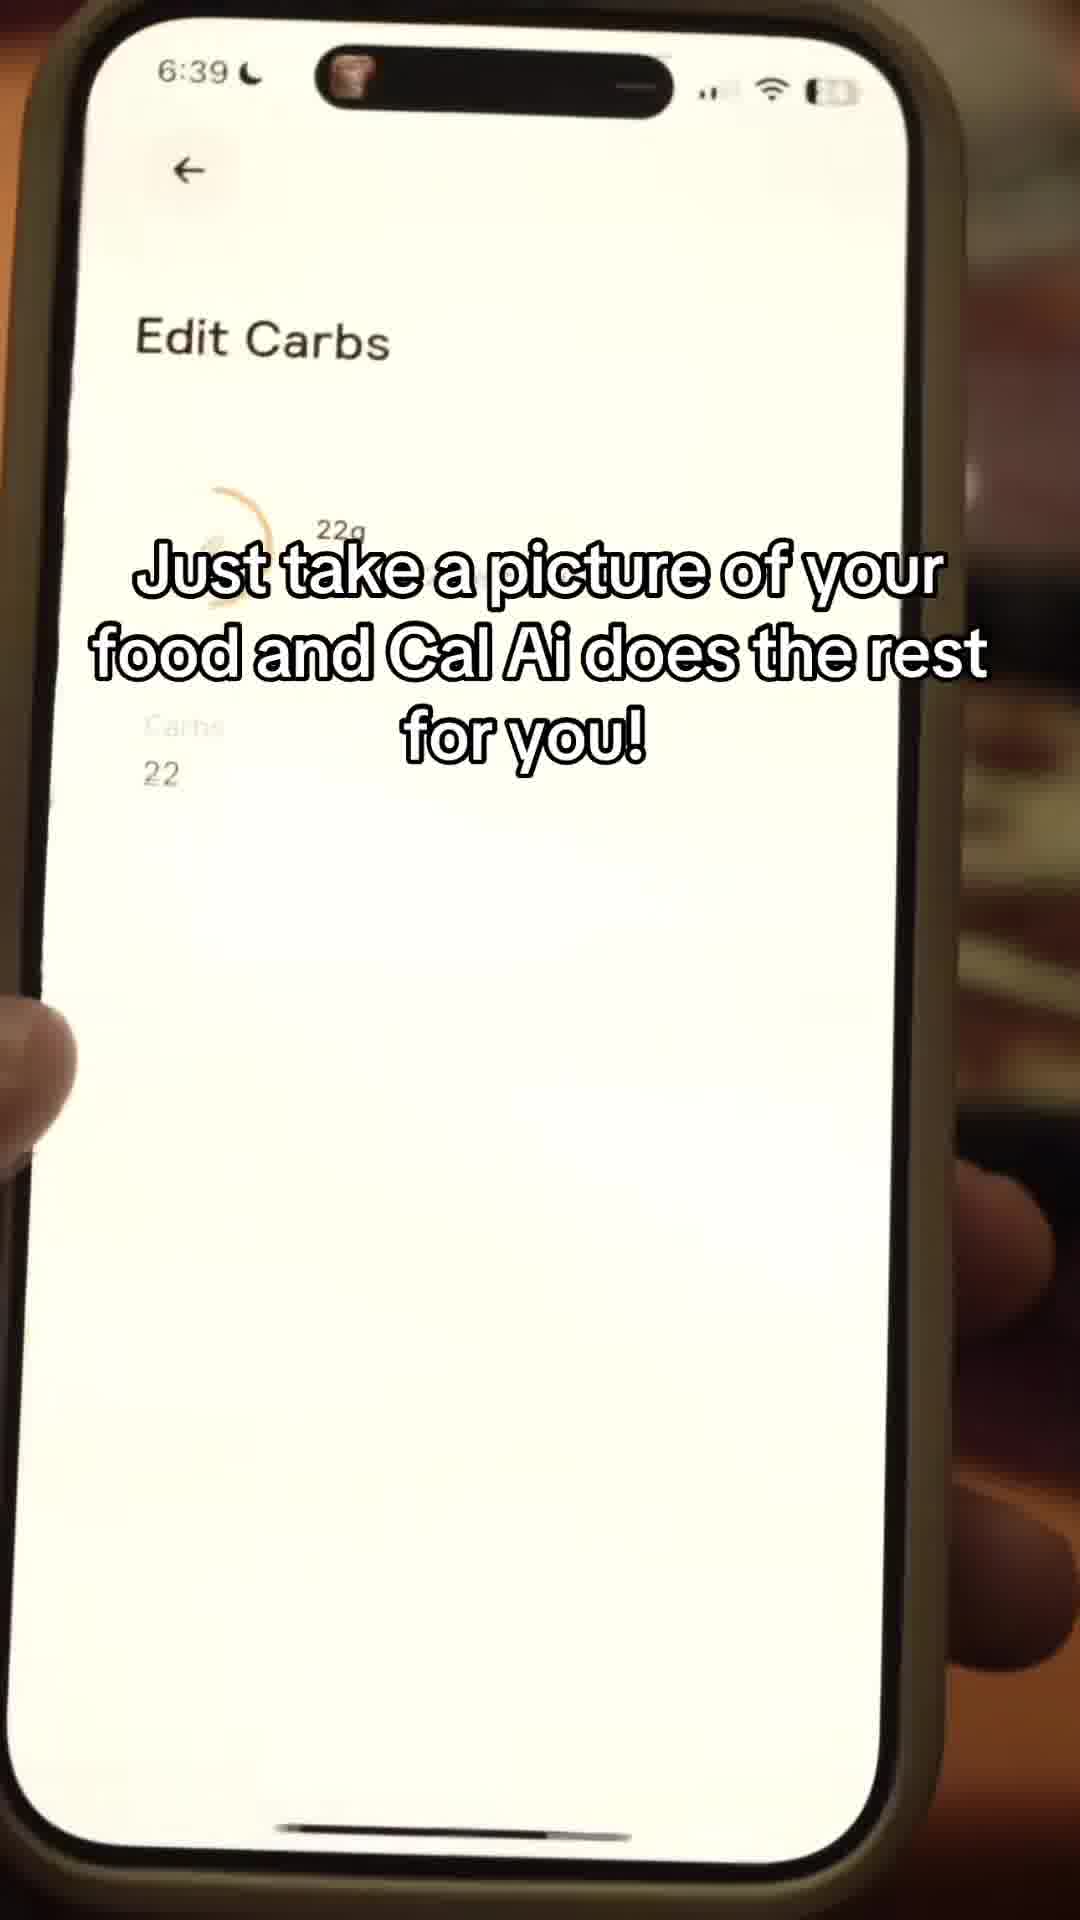 6:39
Edit Carbs
22g
Just take a picture of your
food and Cal Ai does the rest
for you!
Carbs
22